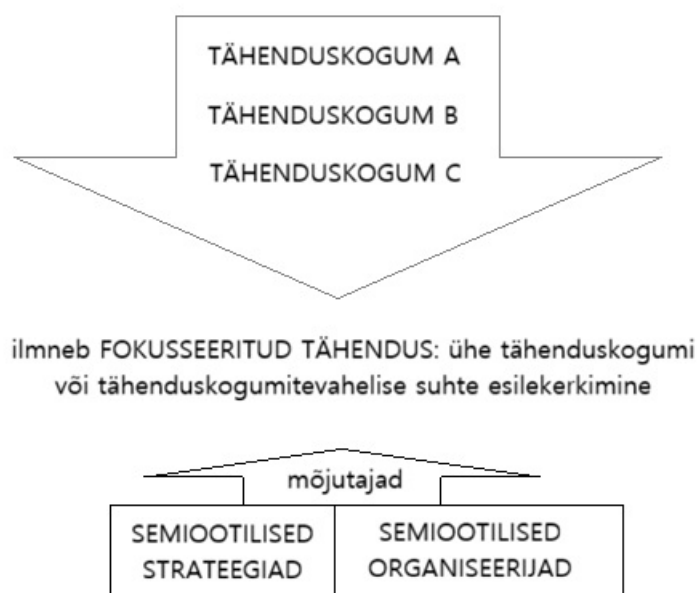 TÄHENDUSKOGUM A
TÄHENDUSKOGUM B
TÄHENDUSKOGUM C
ilmneb FOKUSSEERITUD TÄHENDUS: ühe tähenduskogumi
või tähenduskogumitevahelise suhte esilekerkimine
mõjutajad
SEMIOOTILISED
STRATEEGIAD
SEMIOOTILISED
ORGANISEERIJAD